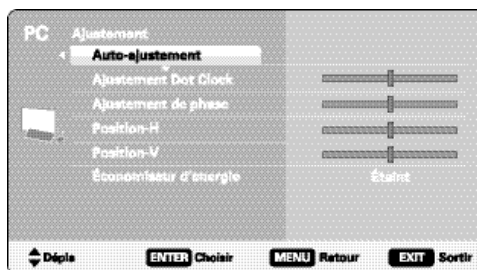 PC Ajustement
Auto-ajustement
Ajustement Dot Clock
Ajustement de phase
Position-H
Position-V
Économiseur d'energie Éteint
Dépla ENTER Choisir MENU Retour EXIT Sortir